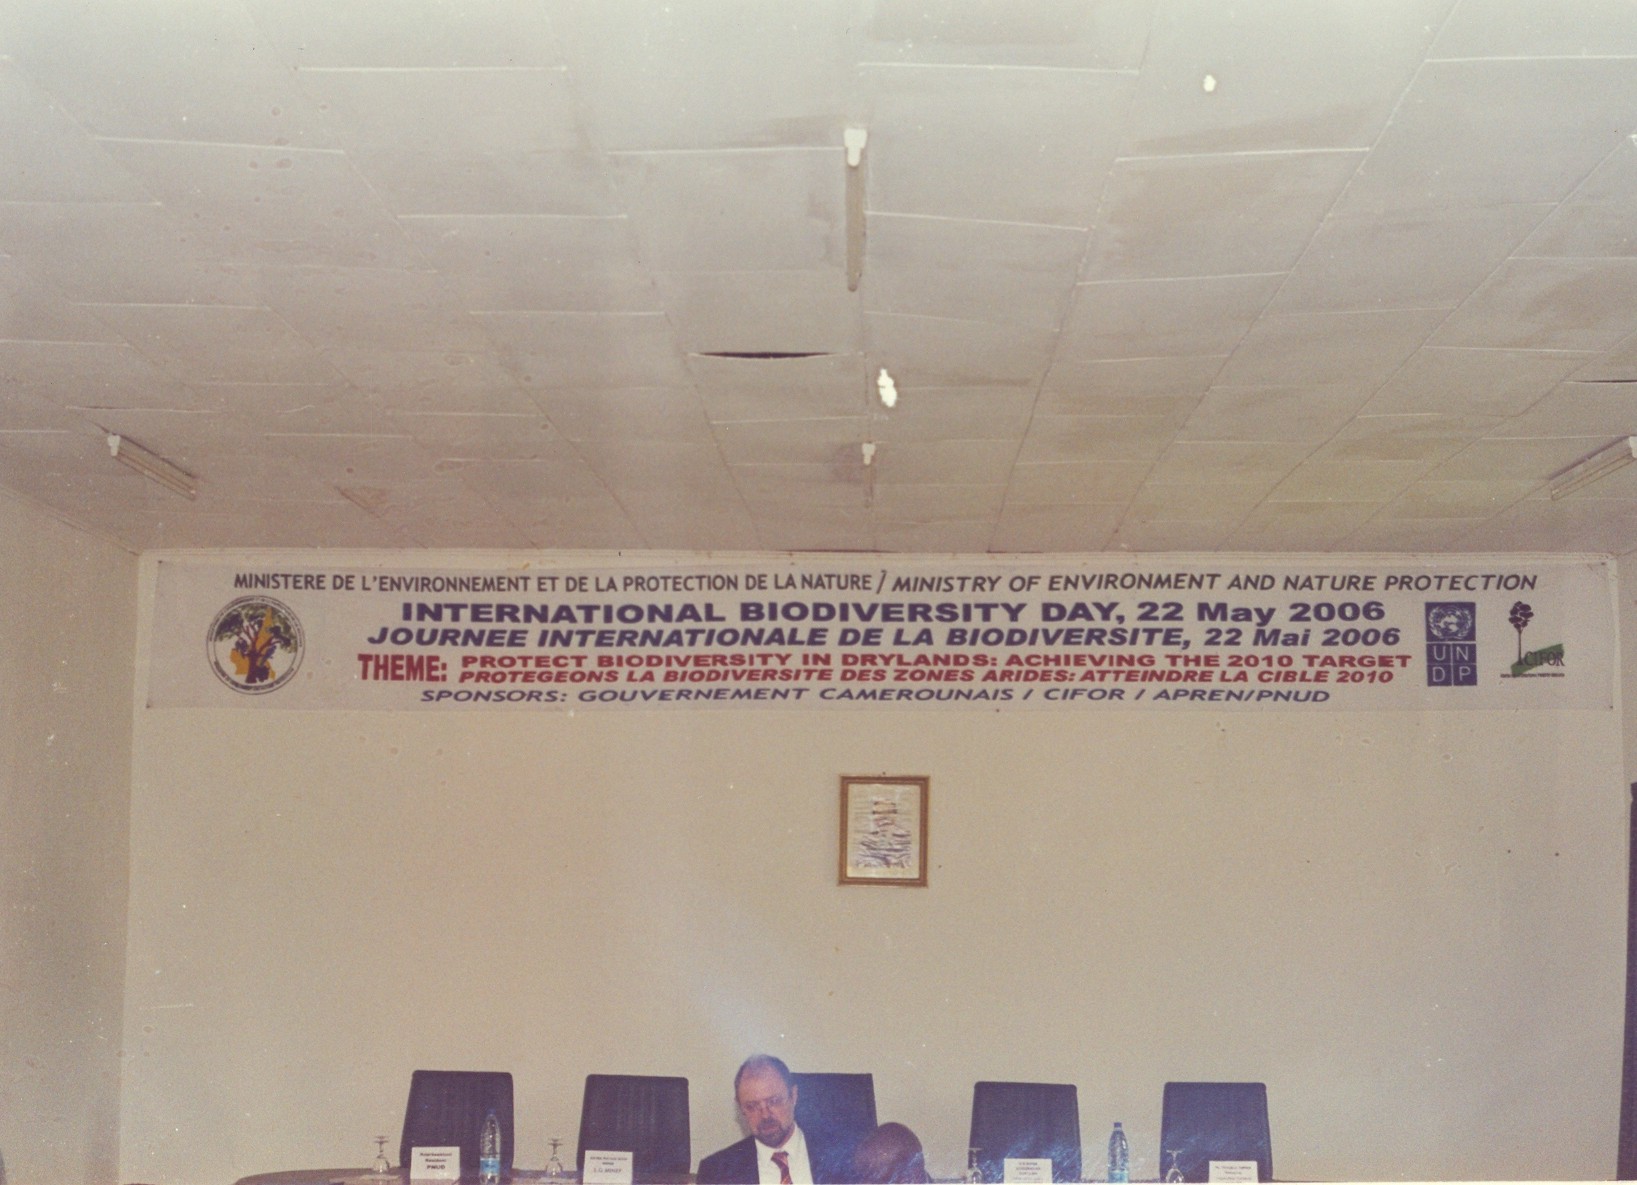 MINISTERE DE L'ENVIRONNEMENT ET DE LA PROTECTION DE LA NATURE / MINISTRY OF ENVIRONMENT AND NATURE PROTECTION
INTERNATIONAL BIODIVERSITY DAY, 22 May 2006
JOURNEE INTERNATIONALE DE LA BIODIVERSITE, 22 Mai 2006
THEME: PROTECT BIODIVERSITY IN DRYLANDS: ACHIEVING THE 2010 TARGET
PROTEGEONS LA BIODIVERSITE DES ZONES ARIDES: ATTEINDRE LA CIBLE 2010
SPONSORS: GOUVERNEMENT CAMEROUNAIS / CIFOR / APREN/PNUD
UN
DP
CIFOR
Résident
PNUD